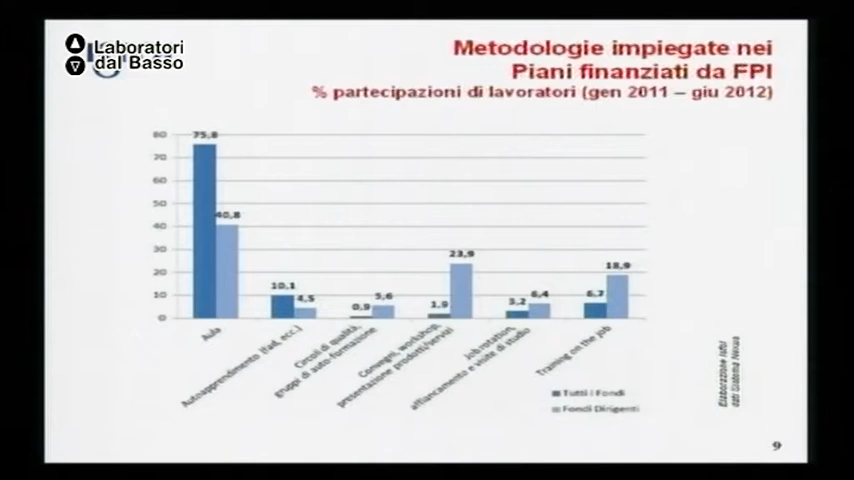 Laboratori
dal Basso
Metodologie impiegate nei
Piani finanziati da FPI
% partecipazioni di lavoratori (gen 2011 – giu 2012)
80
70
60
50
40
30
20
10
0
75,8
40,8
10,1
4,5
0,9
5,6
1,9
23,9
3,2
6,4
6,7
18,9
Aula
Autoapprendimento (fad, ecc.)
Circoli di qualità,
gruppi di auto-formazione
Convegni, workshop,
presentazione prodotti/servizi
Job rotation,
affiancamento e visite di studio
Training on the job
Tutti i Fondi
Fondi Dirigenti
Elaborazione Isfol
dati Sistema Nexus
9